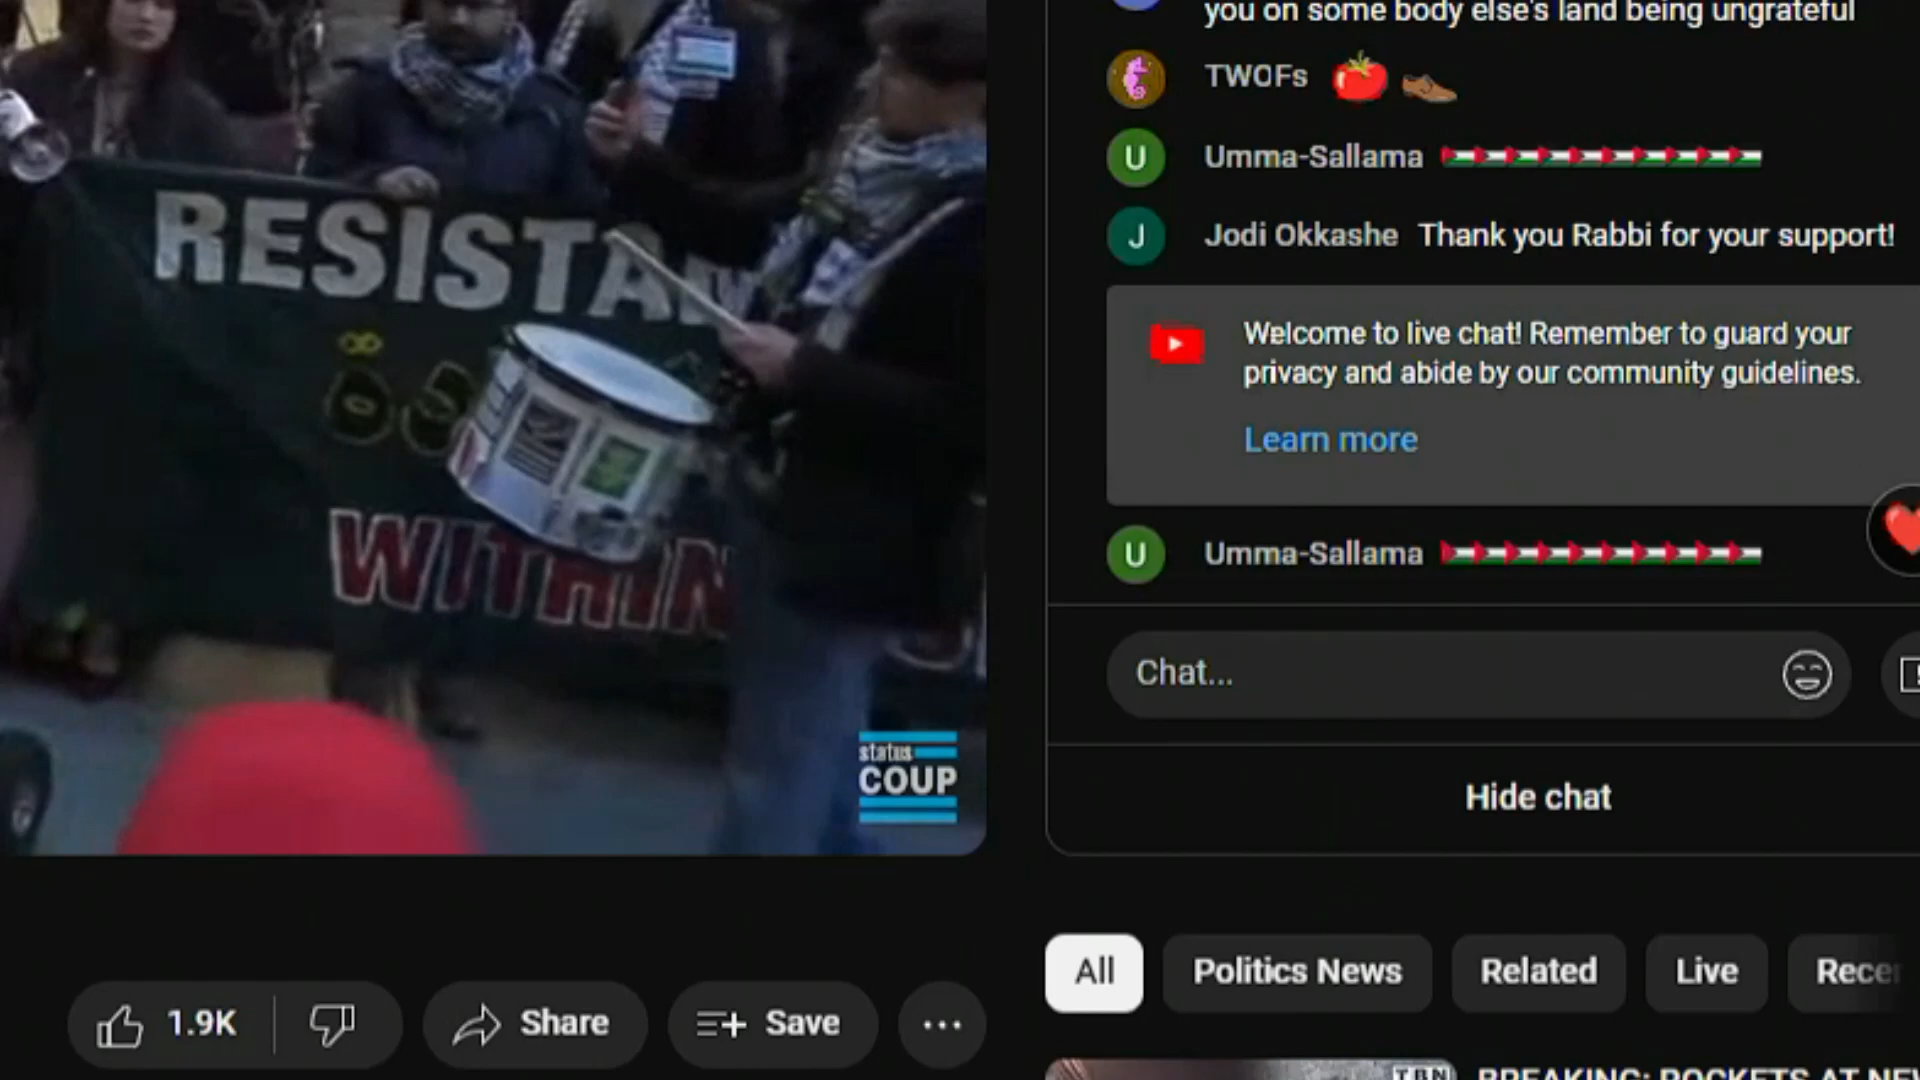 RESISTAN
WITHIN
status
COUP
1.9K
Share
Save
you on some body else's land being ungrateful
TWOFs
Umma-Sallama
Jodi Okkashe Thank you Rabbi for your support!
Welcome to live chat! Remember to guard your
privacy and abide by our community guidelines.
Learn more
Umma-Sallama
Chat...
Hide chat
All
Politics News
Related
Live
Recen
TBN
BREAKING: ROCKETS AT NEW